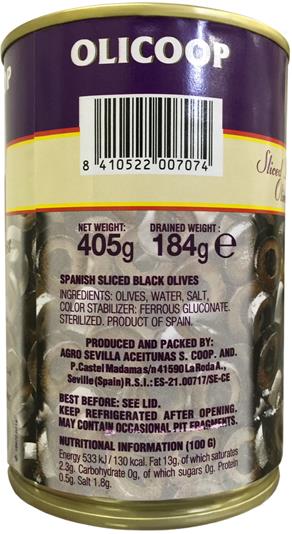 OLICOOP
8 410522 007074
Sliced
NET WEIGHT: DRAINED WEIGHT:
405g 184g ℮
SPANISH SLICED BLACK OLIVES
INGREDIENTS: OLIVES, WATER, SALT,
COLOR STABILIZER: FERROUS GLUCONATE.
STERILIZED. PRODUCT OF SPAIN.
PRODUCED AND PACKED BY:
AGRO SEVILLA ACEITUNAS S. COOP. AND.
P.Castel Madama s/n 41590 La Roda A.,
Seville (Spain) R.S.I.: ES-21.00717/SE-CE
BEST BEFORE: SEE LID.
KEEP REFRIGERATED AFTER OPENING.
MAY CONTAIN OCCASIONAL PIT FRAGMENTS.
NUTRITIONAL INFORMATION (100 G)
Energy 533 kJ / 130 kcal. Fat 13g, of which saturates
2.3g. Carbohydrate 0g, of which sugars 0g. Protein
0.5g. Salt 1.8g.